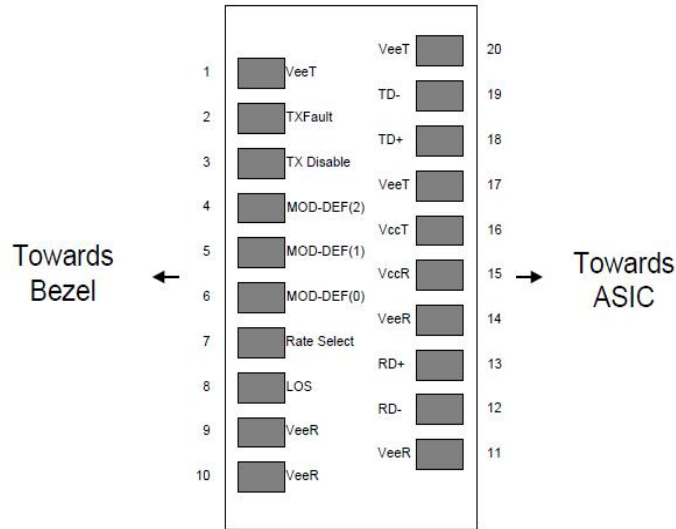 VeeT 20
1 VeeT
TD- 19
2 TXFault
TD+ 18
3 TX Disable
VeeT 17
4 MOD-DEF(2)
VccT 16
5 MOD-DEF(1)
Towards
Bezel
VccR 15
Towards
ASIC
6 MOD-DEF(0)
VeeR 14
7 Rate Select
RD+ 13
8 LOS
RD- 12
9 VeeR
VeeR 11
10 VeeR